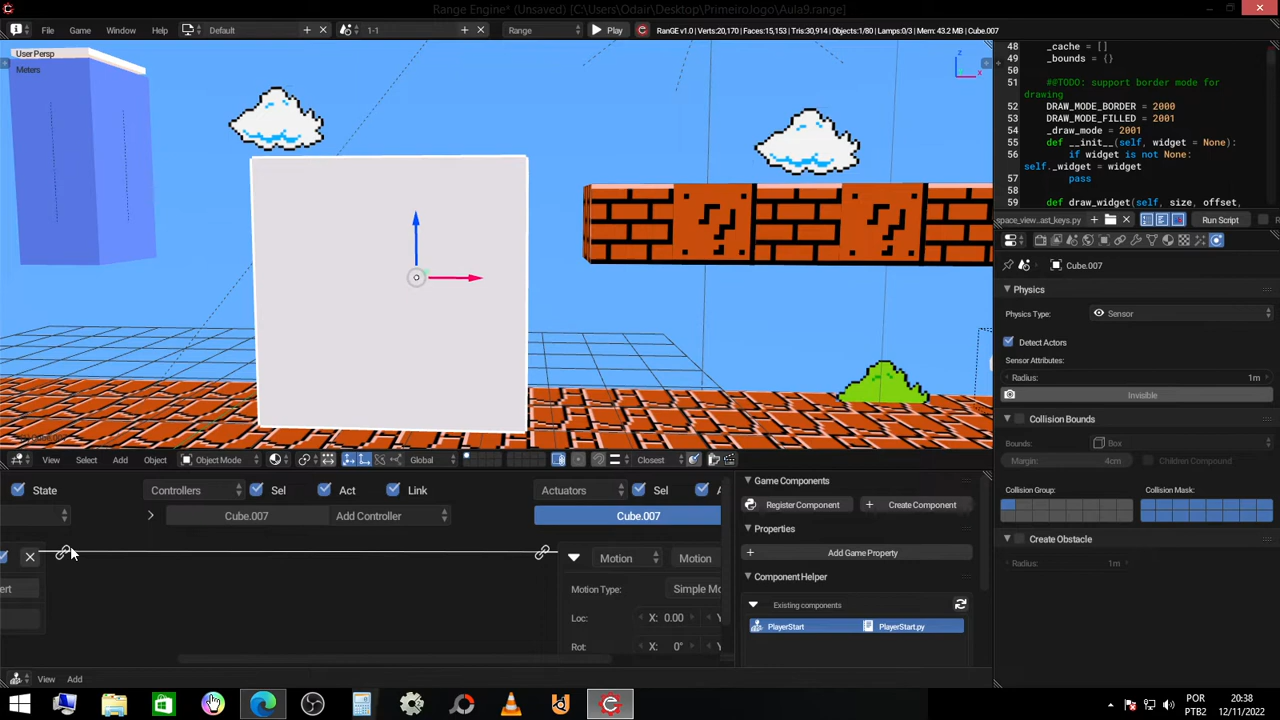 Range Engine* (Unsaved) [C:\Users\Odair\Desktop\PrimeiroJogo\Aula9.range]
File Game Window Help Default 1-1 Range Play RanGE v1.0 | Verts:20,170 | Faces:15,153 | Tris:30,914 | Objects:1/80 | Lamps:0/3 | Mem: 43.2 MB | Cube.007
User Persp
Meters
z
x
48 _cache = []
49 _bounds = {}
50
51 ##TODO: support border mode for
drawing
52 DRAW_MODE_BORDER = 2000
53 DRAW_MODE_FILLED = 2001
54 _draw_mode = 2001
55 def __init__(self, widget = None):
56 if widget is not None:
self._widget = widget
57 pass
58
59 def draw_widget(self, size, offset,
space_view ...ast_keys.py Run Script
Cube.007
Physics
Physics Type: Sensor
Detect Actors
Sensor Attributes:
Radius: 1m
Invisible
Collision Bounds
Bounds: Box
Margin: 4cm Children Compound
Collision Group: Collision Mask:
Create Obstacle
Radius: 1m
View Select Add Object Object Mode Global Closest
State Controllers Sel Act Link Actuators Sel A
Cube.007 Add Controller Cube.007
Motion Motion
ert Motion Type: Simple Mo
Loc: X: 0.00 Y
Rot: X: 0° Y
Game Components
Register Component Create Component
Properties
Add Game Property
Component Helper
Existing components
PlayerStart PlayerStart.py
View Add
POR 20:38
PTB2 12/11/2022